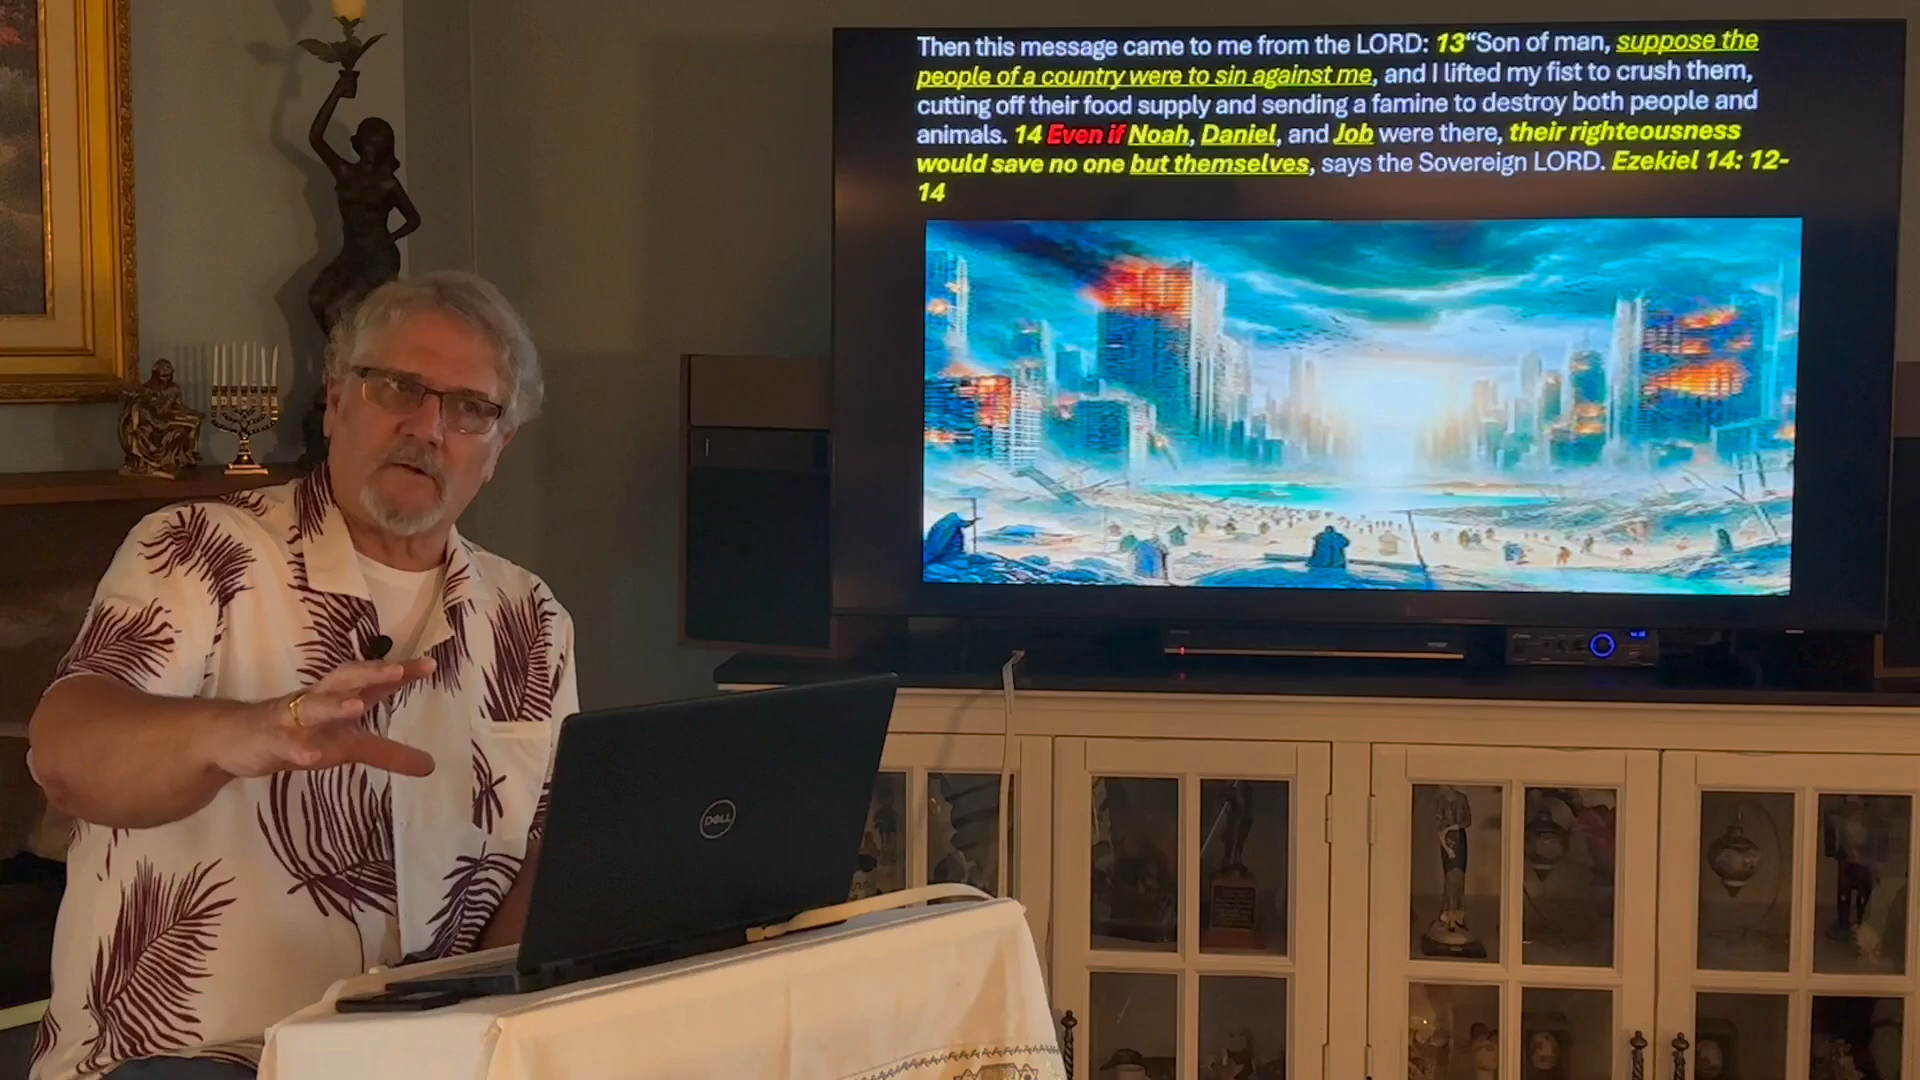 Then this message came to me from the LORD: 13“Son of man, suppose the
people of a country were to sin against me, and I lifted my fist to crush them,
cutting off their food supply and sending a famine to destroy both people and
animals. 14 Even if Noah, Daniel, and Job were there, their righteousness
would save no one but themselves, says the Sovereign LORD. Ezekiel 14: 12-
14
DELL